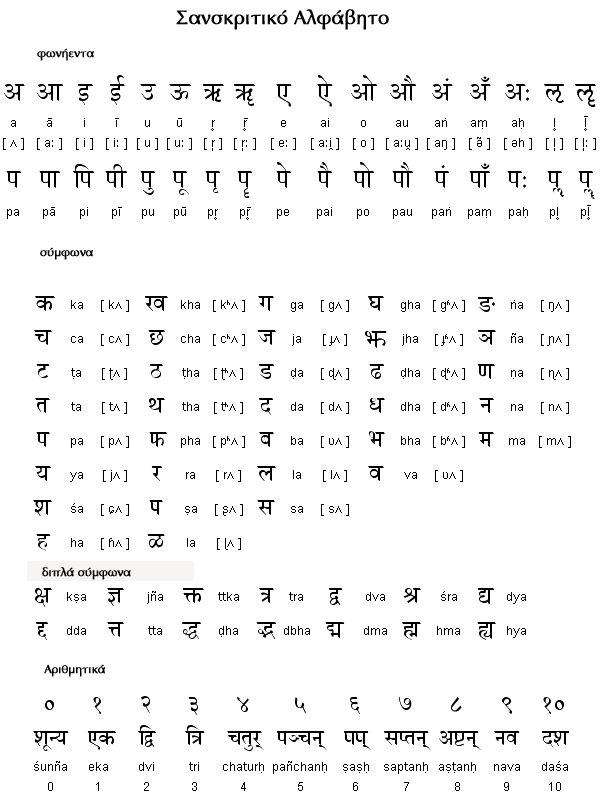 Σανσκριτικό Αλφάβητο
φωνήεντα
अ आ इ ई उ ऊ ऋ ॠ ए ऐ ओ औ अं अँ अः ऌ ॡ
a ā i ī u ū ṛ ṝ e ai o au aṅ aṃ aḥ ḷ ḹ
[ʌ] [aː] [i] [iː] [u] [uː] [ṛ] [ṛː] [eː] [aːi̯] [o] [aːu̯] [aŋ] [ə̃] [əh] [ḷ] [ḷː]
प पा पि पी पु पू पृ पॄ पे पै पो पौ पं पाँ पः पॢ पॣ
pa pā pi pī pu pū pṛ pṝ pe pai po pau paṅ paṃ paḥ pḷ pḹ
σύμφωνα
क ka [kʌ] ख kha [kʰʌ] ग ga [gʌ] घ gha [gʱʌ] ङ ṅa [ŋʌ]
च ca [cʌ] छ cha [cʰʌ] ज ja [ɟʌ] झ jha [ɟʱʌ] ञ ña [ɲʌ]
ट ṭa [ʈʌ] ठ ṭha [ʈʰʌ] ड ḍa [ɖʌ] ढ ḍha [ɖʱʌ] ण ṇa [ɳʌ]
त ta [tʌ] थ tha [tʰʌ] द da [dʌ] ध dha [dʱʌ] न na [nʌ]
प pa [pʌ] फ pha [pʰʌ] व ba [ʋʌ] भ bha [bʱʌ] म ma [mʌ]
य ya [jʌ] र ra [rʌ] ल la [lʌ] व va [ʋʌ]
श śa [ɕʌ] प ṣa [ʂʌ] स sa [sʌ]
ह ha [ɦʌ] ळ la [ɭʌ]
διπλά σύμφωνα
क्ष kṣa ज्ञ jña क्त ttka त्र tra द्व dva श्र śra द्य dya
द्द dda त्त tta द्ध ḍha द्भ dbha द्म dma ह्म hma ह्य hya
Αριθμητικά
० १ २ ३ ४ ५ ६ ७ ८ ९ १०
शून्य एक द्वि त्रि चतुर् पञ्चन् पप् सप्तन् अष्टन् नव दश
śunña eka dvi tri chaturḥ pañchanḥ ṣaṣḥ saptanḥ aṣṭanḥ nava daśa
0 1 2 3 4 5 6 7 8 9 10